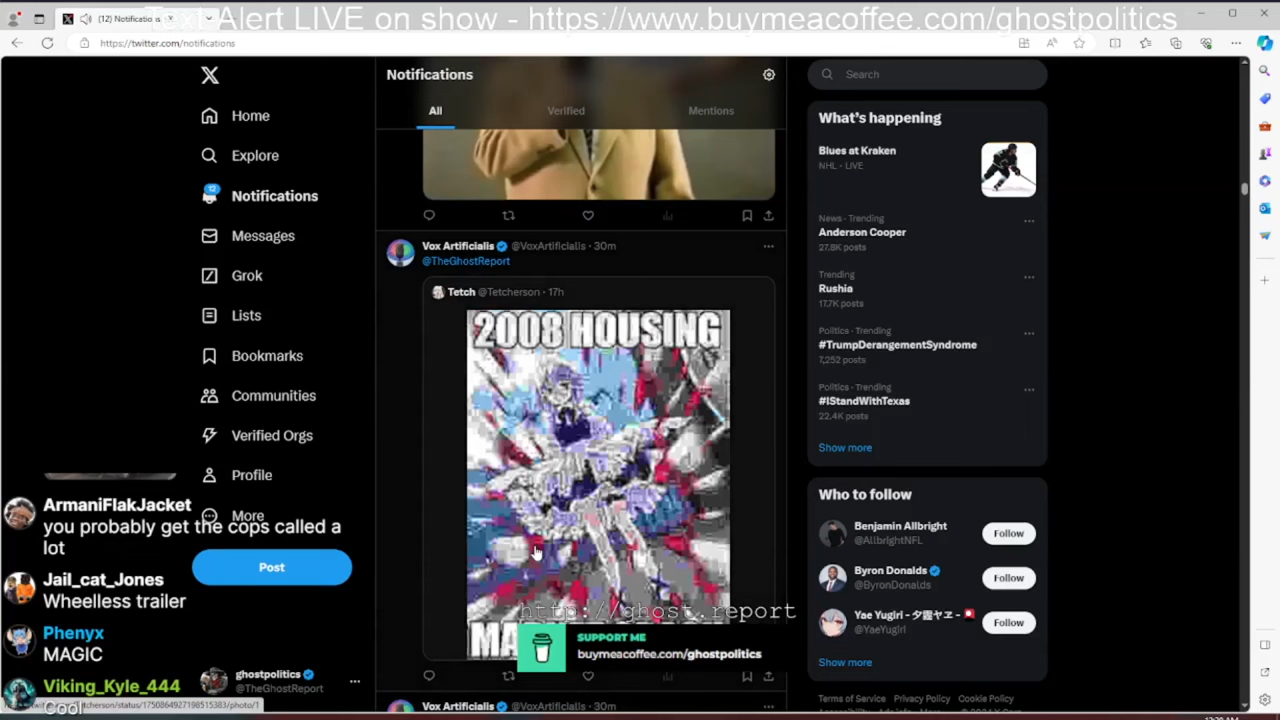 Text Alert LIVE on show - https://www.buymeacoffee.com/ghostpolitics
(12) Notifications
https://twitter.com/notifications
X
Home
Explore
12
Notifications
Messages
Grok
Lists
Bookmarks
Communities
Verified Orgs
Profile
More
Post
ghostpolitics
@TheGhostReport
ArmaniFlakJacket
you probably get the cops called a
lot
Jail_cat_Jones
Wheelless trailer
Phenyx
MAGIC
Viking_Kyle_444
Cool
Notifications
All
Verified
Mentions
Vox Artificialis @VoxArtificialIs · 30m
@TheGhostReport
Tetch @Tetcherson · 17h
2008 HOUSING
http://ghost.report
SUPPORT ME
buymeacoffee.com/ghostpolitics
Search
What's happening
Blues at Kraken
NHL · LIVE
News · Trending
Anderson Cooper
27.8K posts
Trending
Rushia
17.7K posts
Politics · Trending
#TrumpDerangementSyndrome
7,252 posts
Politics · Trending
#IStandWithTexas
22.4K posts
Show more
Who to follow
Benjamin Allbright
@AllbrightNFL
Follow
Byron Donalds
@ByronDonalds
Follow
Yae Yugiri - 夕霧ヤヱ -
@YaeYugiri
Follow
Show more
Terms of Service Privacy Policy Cookie Policy